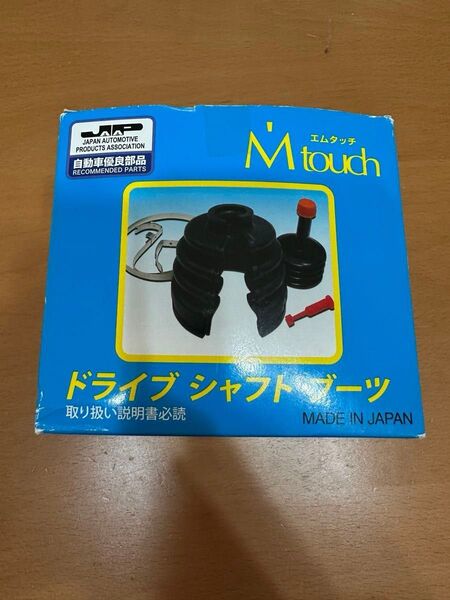 JAPA
JAPAN AUTOMOTIVE
PRODUCTS ASSOCIATION
自動車優良部品
RECOMMENDED PARTS
エムタッチ
M touch
ドライブ シャフト ブーツ
取り扱い説明書必読
MADE IN JAPAN